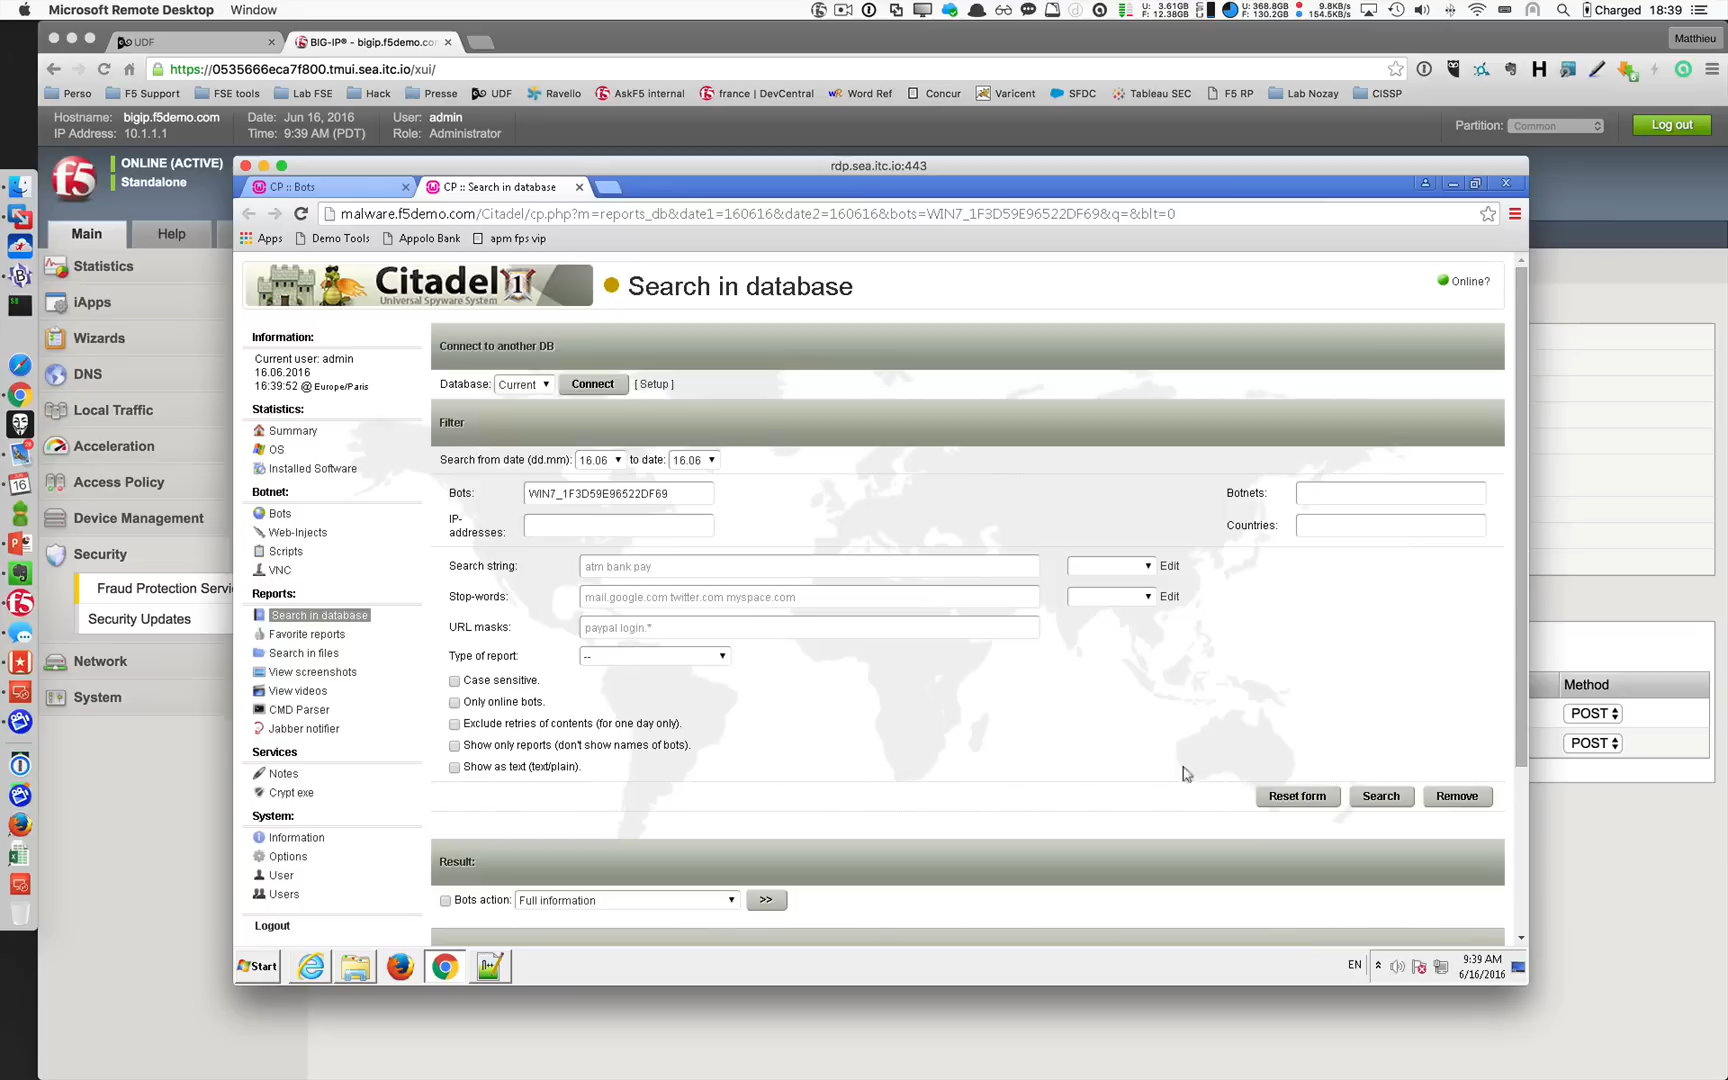 Microsoft Remote Desktop Window
U: 3.61GB F: 12.38GB U: 368.8GB F: 130.2GB 9.8KB/s 154.5KB/s Charged 18:39
UDF
BIG-IP® - bigip.f5demo.co
Matthieu
https://0535666eca7f800.tmui.sea.itc.io/xui/
Perso F5 Support FSE tools Lab FSE Hack Presse UDF Ravello AskF5 internal france | DevCentral Word Ref Concur Varicent SFDC Tableau SEC F5 RP Lab Nozay CISSP
Hostname: bigip.f5demo.com Date: Jun 16, 2016 User: admin
IP Address: 10.1.1.1 Time: 9:39 AM (PDT) Role: Administrator
Partition: Common Log out
f5
ONLINE (ACTIVE)
Standalone
Main Help
Statistics
iApps
Wizards
DNS
Local Traffic
Acceleration
Access Policy
Device Management
Security
Fraud Protection Servi
Security Updates
Network
System
Method
POST
POST
rdp.sea.itc.io:443
CP :: Bots
CP :: Search in database
malware.f5demo.com/Citadel/cp.php?m=reports_db&date1=160616&date2=160616&bots=WIN7_1F3D59E96522DF69&q=&blt=0
Apps Demo Tools Appolo Bank apm fps vip
Citadel 1
Universal Spyware System
Search in database
Online?
Information:
Current user: admin
16.06.2016
16:39:52 @ Europe/Paris
Statistics:
Summary
OS
Installed Software
Botnet:
Bots
Web-Injects
Scripts
VNC
Reports:
Search in database
Favorite reports
Search in files
View screenshots
View videos
CMD Parser
Jabber notifier
Services
Notes
Crypt exe
System:
Information
Options
User
Users
Logout
Connect to another DB
Database: Current Connect [ Setup ]
Filter
Search from date (dd.mm): 16.06 to date: 16.06
Bots: WIN7_1F3D59E96522DF69 Botnets:
IP-addresses: Countries:
Search string: atm bank pay Edit
Stop-words: mail.google.com twitter.com myspace.com Edit
URL masks: paypal login.*
Type of report: --
Case sensitive.
Only online bots.
Exclude retries of contents (for one day only).
Show only reports (don't show names of bots).
Show as text (text/plain).
Reset form Search Remove
Result:
Bots action: Full information >>
Start
EN
9:39 AM
6/16/2016